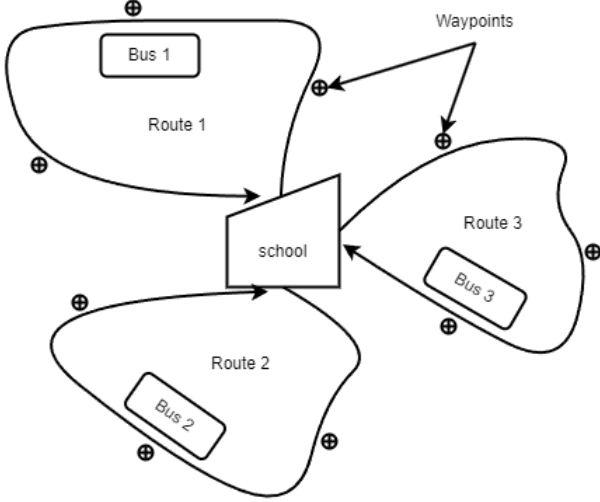 Waypoints
Bus 1
Route 1
Route 3
school
Bus 3
Route 2
Bus 2